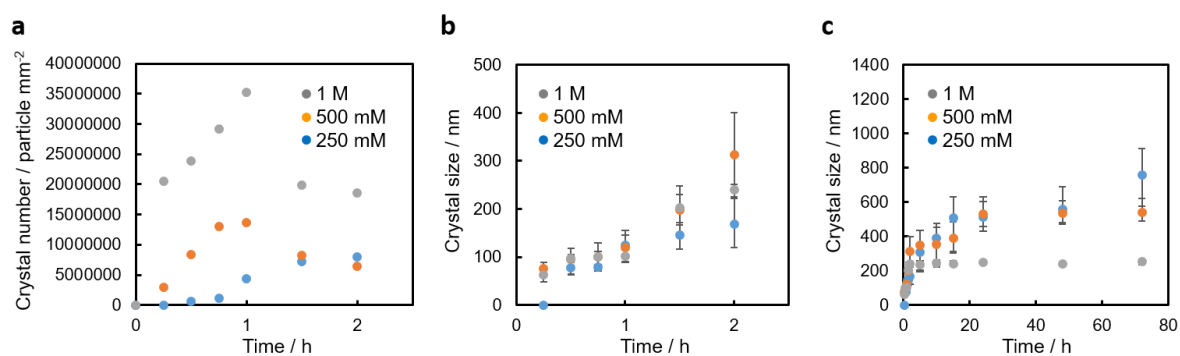 a
Crystal number / particle mm-2
40000000
35000000
30000000
25000000
20000000
15000000
10000000
5000000
0
1 M
500 mM
250 mM
0
1
2
Time / h
b
Crystal size / nm
500
400
300
200
100
0
1 M
500 mM
250 mM
0
1
2
Time / h
c
Crystal size / nm
1400
1200
1000
800
600
400
200
0
1 M
500 mM
250 mM
0 20 40 60 80
Time / h